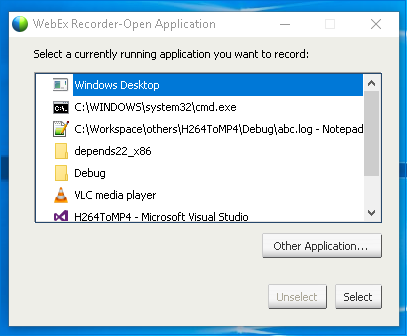 WebEx Recorder-Open Application
Select a currently running application you want to record:
Windows Desktop
C:\WINDOWS\system32\cmd.exe
C:\Workspace\others\H264ToMP4\Debug\abc.log - Notepad
depends22_x86
Debug
VLC media player
H264ToMP4 - Microsoft Visual Studio
Other Application...
Unselect
Select